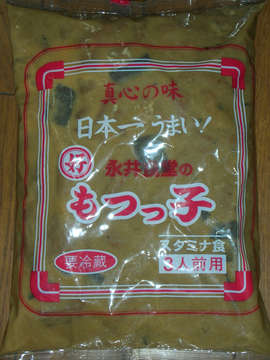 真心の味
日本一うまい!
好 永井食堂の
もつっ子
スタミナ食
要冷蔵 3人前用